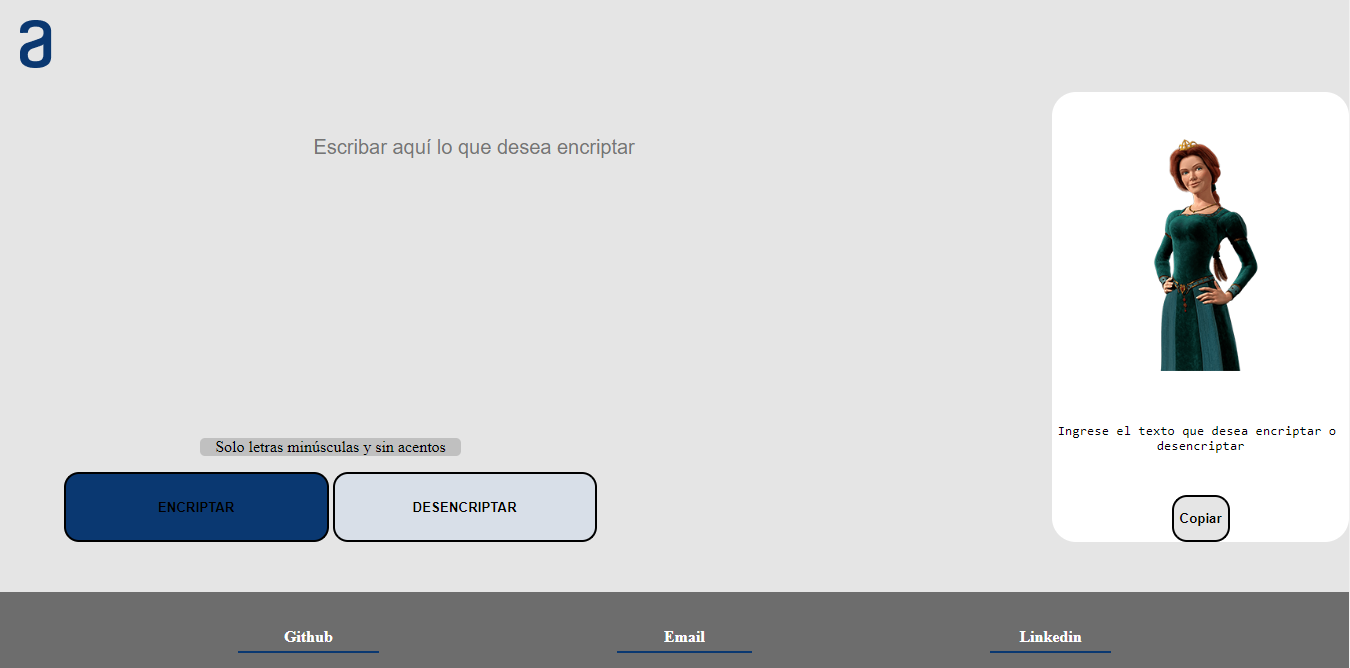 a
Escribar aquí lo que desea encriptar
Solo letras minúsculas y sin acentos
ENCRIPTAR
DESENCRIPTAR
Ingrese el texto que desea encriptar o
desencriptar
Copiar
Github
Email
Linkedin